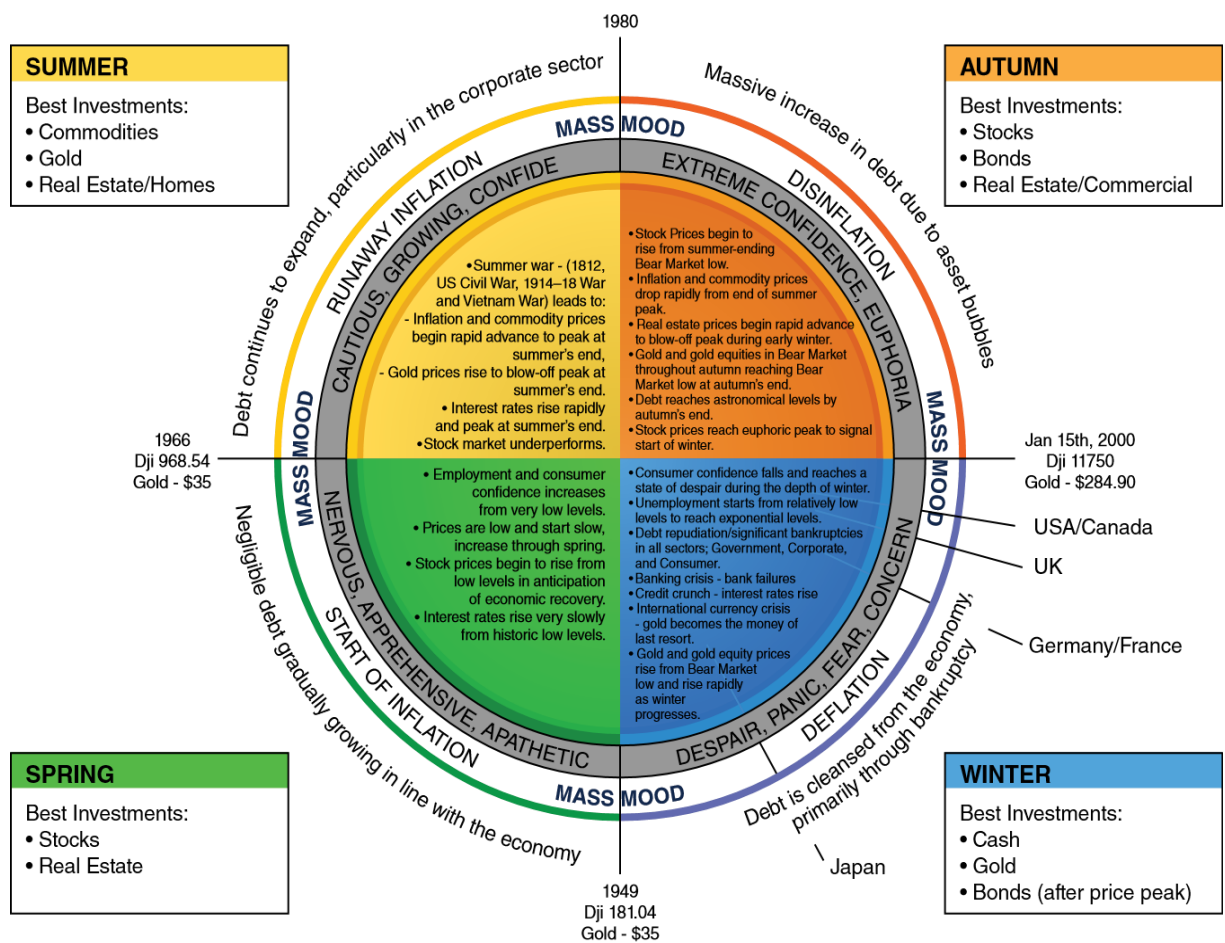 1980
SUMMER
Best Investments:
• Commodities
• Gold
• Real Estate/Homes
AUTUMN
Best Investments:
• Stocks
• Bonds
• Real Estate/Commercial
Debt continues to expand, particularly in the corporate sector
Massive increase in debt due to asset bubbles
MASS MOOD
MASS MOOD
RUNAWAY INFLATION
DISINFLATION
CAUTIOUS, GROWING, CONFIDE
EXTREME CONFIDENCE, EUPHORIA
• Summer war - (1812,
US Civil War, 1914–18 War
and Vietnam War) leads to:
- Inflation and commodity prices
begin rapid advance to peak at
summer's end,
- Gold prices rise to blow-off peak at
summer's end.
• Interest rates rise rapidly
and peak at summer's end.
• Stock market underperforms.
• Stock Prices begin to
rise from summer-ending
Bear Market low.
• Inflation and commodity prices
drop rapidly from end of summer
peak.
• Real estate prices begin rapid advance
to blow-off peak during early winter.
• Gold and gold equities in Bear Market
throughout autumn reaching Bear
Market low at autumn's end.
• Debt reaches astronomical levels by
autumn's end.
• Stock prices reach euphoric peak to signal
start of winter.
1966
Dji 968.54
Gold - $35
MASS MOOD
MASS MOOD
Jan 15th, 2000
Dji 11750
Gold - $284.90
• Employment and consumer
confidence increases
from very low levels.
• Prices are low and start slow,
increase through spring.
• Stock prices begin to rise from
low levels in anticipation
of economic recovery.
• Interest rates rise very slowly
from historic low levels.
• Consumer confidence falls and reaches a
state of despair during the depth of winter.
• Unemployment starts from relatively low
levels to reach exponential levels.
• Debt repudiation/significant bankruptcies
in all sectors; Government, Corporate,
and Consumer.
• Banking crisis - bank failures
• Credit crunch - interest rates rise
• International currency crisis
- gold becomes the money of
last resort.
• Gold and gold equity prices
rise from Bear Market
low and rise rapidly
as winter
progresses.
USA/Canada
UK
Germany/France
Japan
NERVOUS, APPREHENSIVE, APATHETIC
DESPAIR, PANIC, FEAR, CONCERN
START OF INFLATION
DEFLATION
MASS MOOD
Negligible debt gradually growing in line with the economy
Debt is cleansed from the economy,
primarily through bankruptcy
SPRING
Best Investments:
• Stocks
• Real Estate
WINTER
Best Investments:
• Cash
• Gold
• Bonds (after price peak)
1949
Dji 181.04
Gold - $35